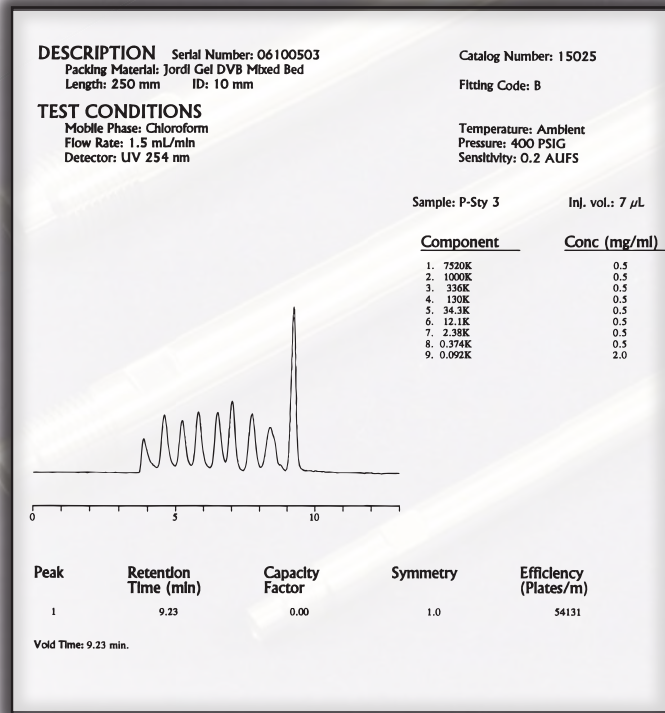 DESCRIPTION Serial Number: 06100503 Catalog Number: 15025
Packing Material: Jordi Gel DVB Mixed Bed
Length: 250 mm ID: 10 mm Fitting Code: B
TEST CONDITIONS
Mobile Phase: Chloroform Temperature: Ambient
Flow Rate: 1.5 mL/min Pressure: 400 PSIG
Detector: UV 254 nm Sensitivity: 0.2 AUFS
Sample: P-Sty 3 Inj. vol.: 7 µL
Component Conc (mg/ml)
1. 7520K 0.5
2. 1000K 0.5
3. 336K 0.5
4. 130K 0.5
5. 34.3K 0.5
6. 12.1K 0.5
7. 2.38K 0.5
8. 0.374K 0.5
9. 0.092K 2.0
0 5 10
Peak Retention Time (min) Capacity Factor Symmetry Efficiency (Plates/m)
1 9.23 0.00 1.0 54131
Void Time: 9.23 min.